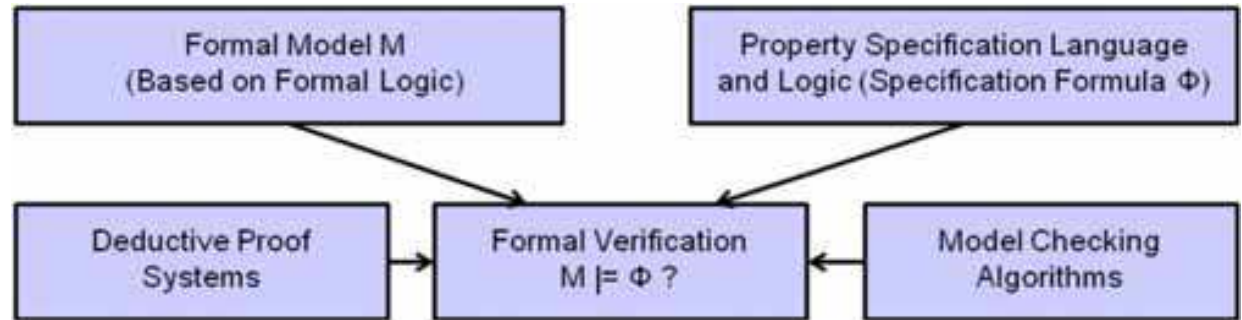 Formal Model M
(Based on Formal Logic)
Property Specification Language
and Logic (Specification Formula Φ)
Deductive Proof
Systems
Formal Verification
M |= Φ ?
Model Checking
Algorithms